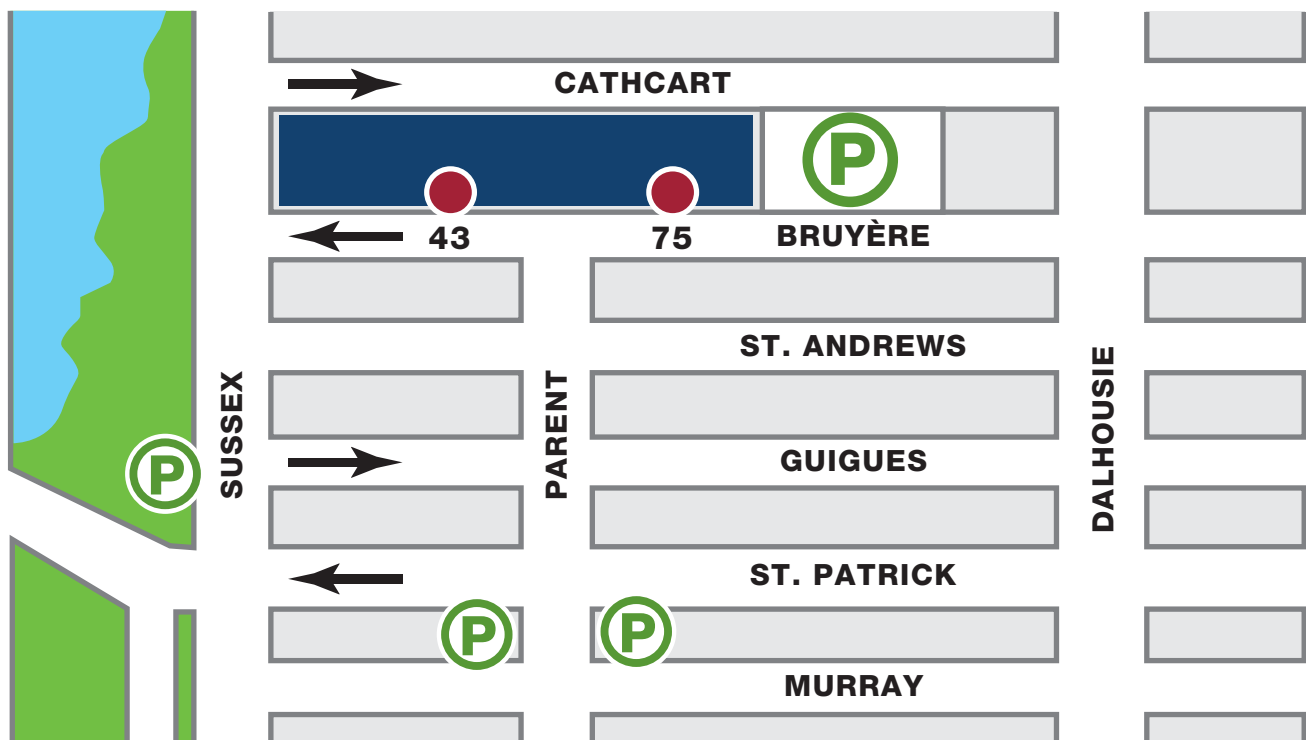 CATHCART
P
43
75
BRUYÈRE
ST. ANDREWS
SUSSEX
PARENT
DALHOUSIE
P
GUIGUES
ST. PATRICK
P
P
MURRAY